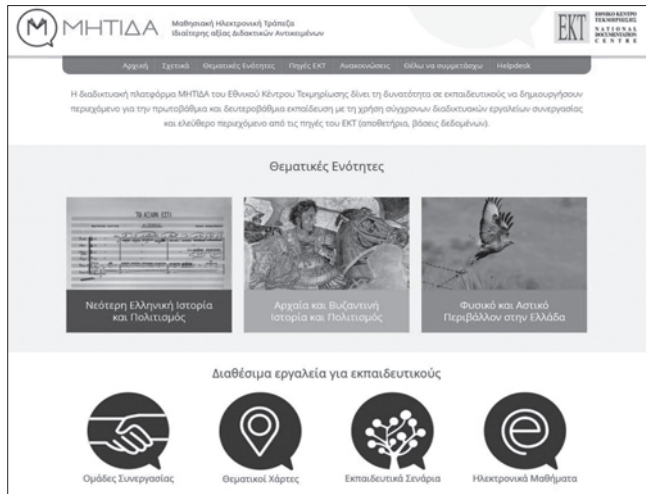 ΜΗΤΙΔΑ
Μαθησιακή Ηλεκτρονική Τράπεζα
Ιδιαίτερης αξίας Διδακτικών Αντικειμένων
ΕΚΤ
ΕΘΝΙΚΟ ΚΕΝΤΡΟ
ΤΕΚΜΗΡΙΩΣΗΣ
NATIONAL
DOCUMENTATION
CENTRE
Αρχική Σχετικά Θεματικές Ενότητες Πηγές ΕΚΤ Ανακοινώσεις Θέλω να συμμετάσχω Helpdesk
Η διαδικτυακή πλατφόρμα ΜΗΤΙΔΑ του Εθνικού Κέντρου Τεκμηρίωσης δίνει τη δυνατότητα σε εκπαιδευτικούς να δημιουργήσουν
περιεχόμενο για την πρωτοβάθμια και δευτεροβάθμια εκπαίδευση με τη χρήση σύγχρονων διαδικτυακών εργαλείων συνεργασίας
και ελεύθερο περιεχόμενο από τις πηγές του ΕΚΤ (αποθετήρια, βάσεις δεδομένων).
Θεματικές Ενότητες
ΤΟ ΑΞΙΟΝ ΕΣΤΙ
Νεότερη Ελληνική Ιστορία
και Πολιτισμός
Αρχαία και Βυζαντινή
Ιστορία και Πολιτισμός
Φυσικό και Αστικό
Περιβάλλον στην Ελλάδα
Διαθέσιμα εργαλεία για εκπαιδευτικούς
Ομάδες Συνεργασίας
Θεματικοί Χάρτες
Εκπαιδευτικά Σενάρια
Ηλεκτρονικά Μαθήματα